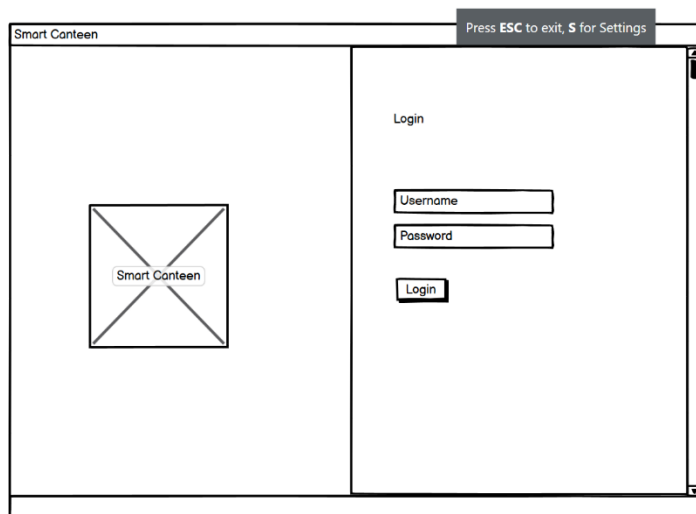 Press ESC to exit, S for Settings
Smart Canteen
Login
Username
Password
Smart Canteen
Login